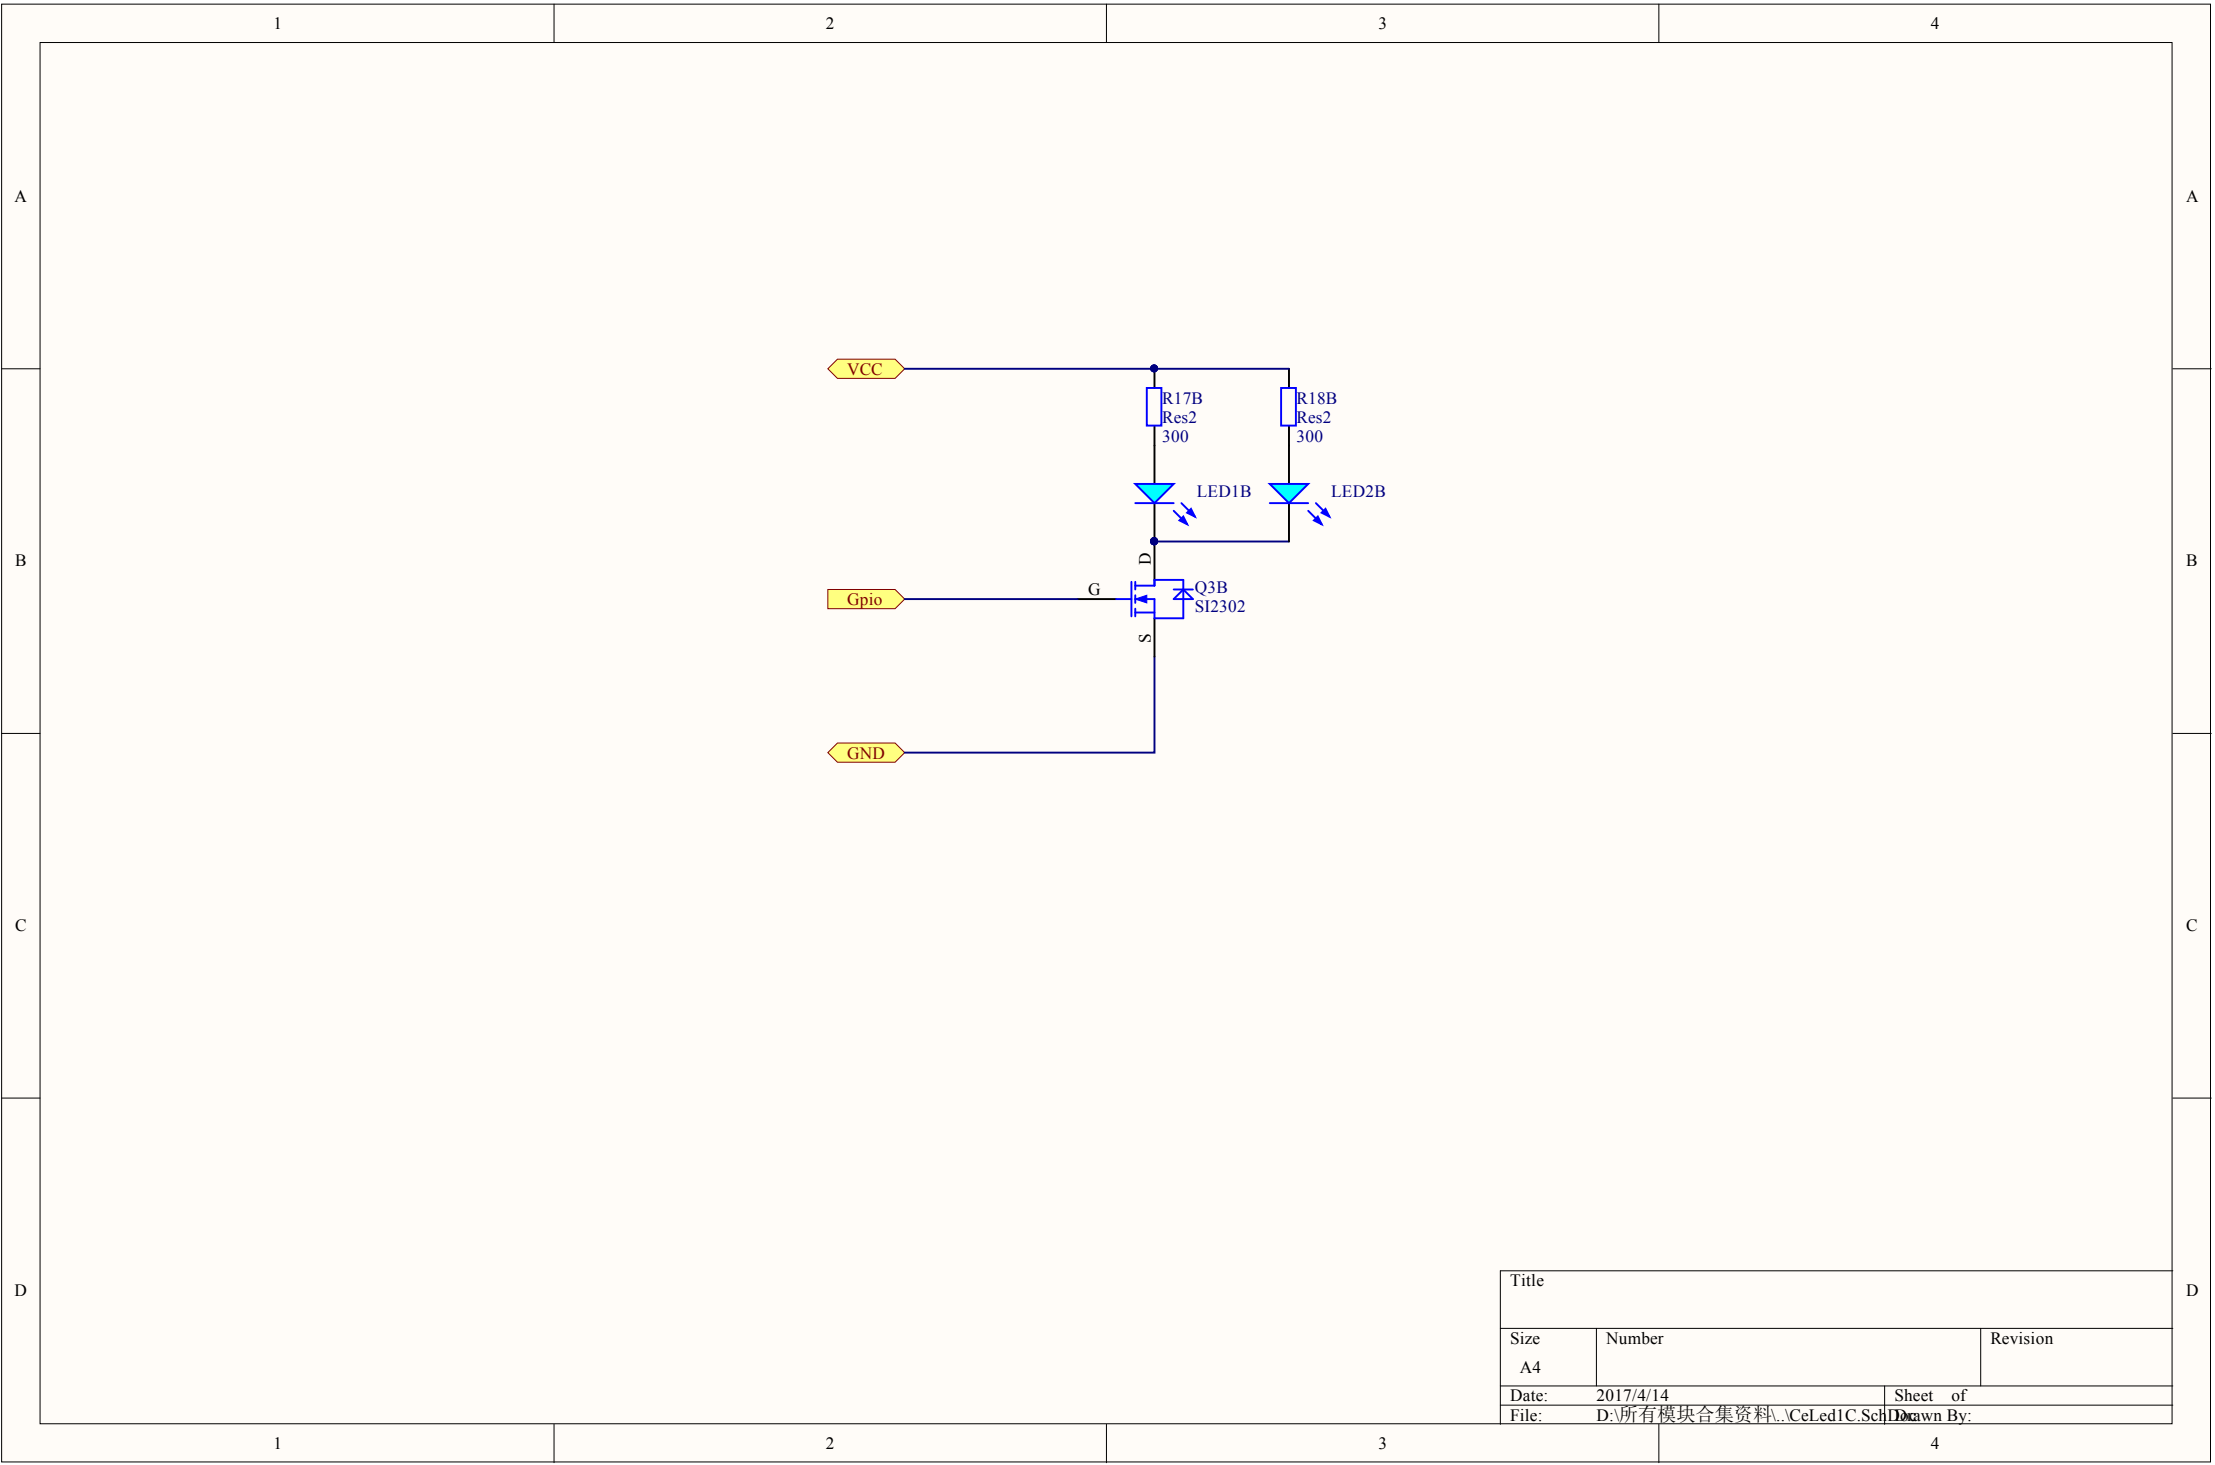 1 2 3 4
A A
VCC
R17B R18B
Res2 Res2
300 300
LED1B LED2B
B B
D
G
Q3B
Gpio
SI2302
S
GND
C C
D D
Title
Size Number Revision
A4
Date: 2017/4/14 Sheet of
File: D:\所有模块合集资料\..\CeLed1C.SchDoc Drawn By:
1 2 3 4